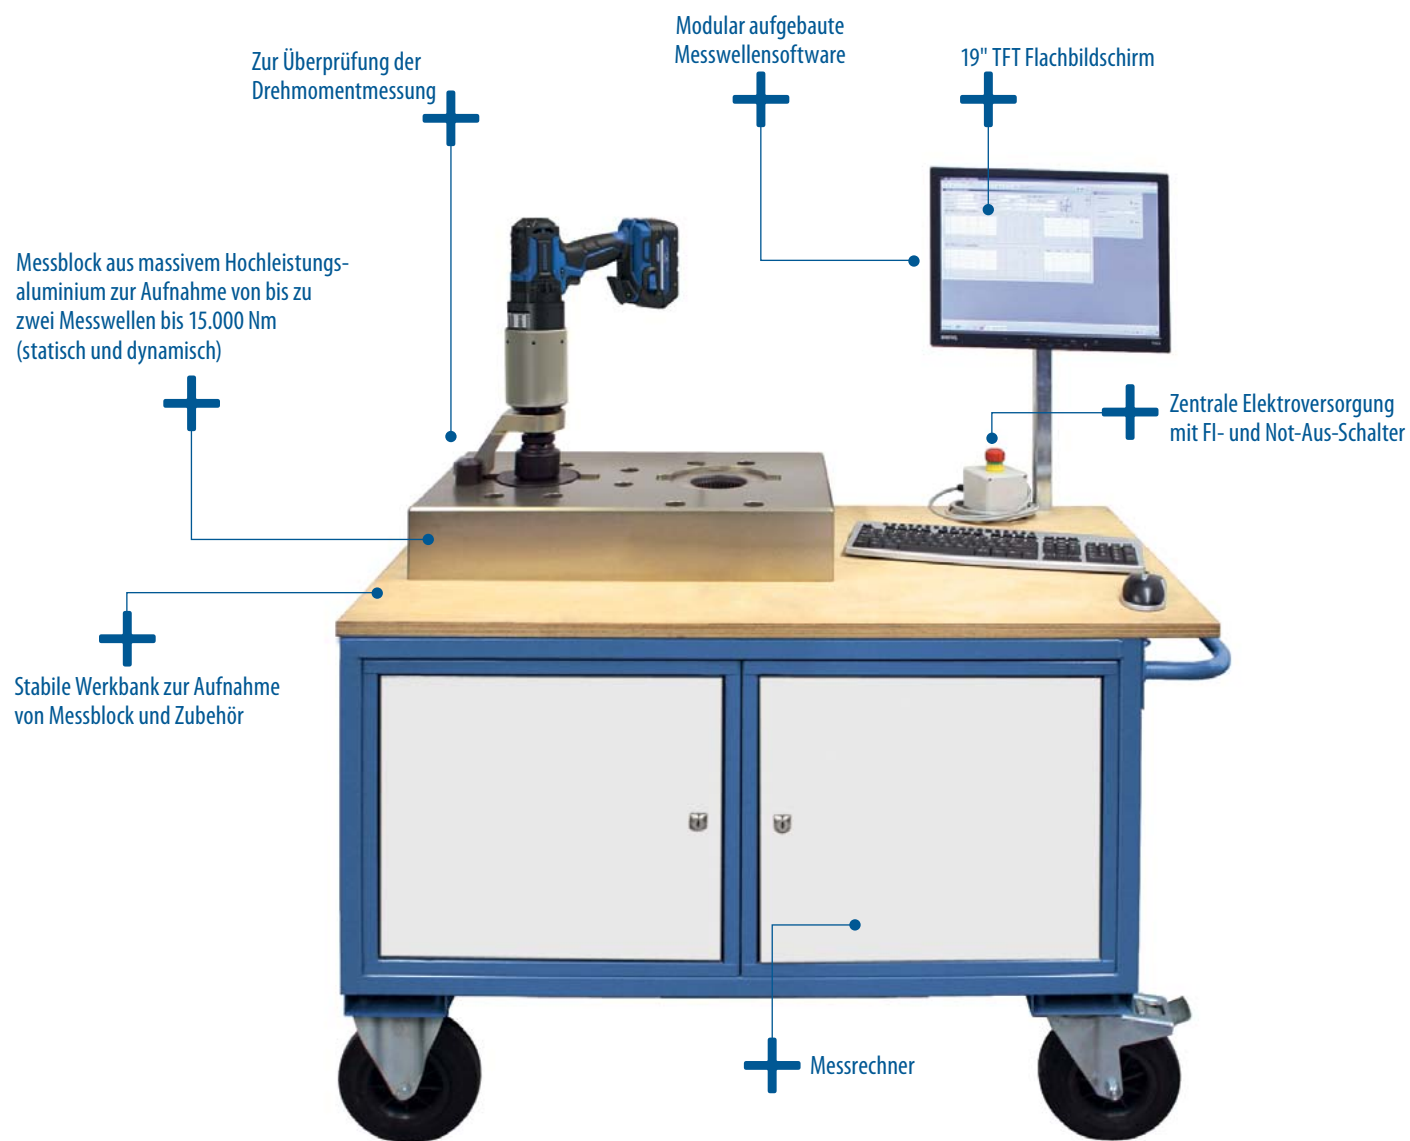 Modular aufgebaute
Messwellensoftware
19" TFT Flachbildschirm
Zur Überprüfung der
Drehmomentmessung
Messblock aus massivem Hochleistungs-
aluminium zur Aufnahme von bis zu
zwei Messwellen bis 15.000 Nm
(statisch und dynamisch)
Zentrale Elektroversorgung
mit FI- und Not-Aus-Schalter
Stabile Werkbank zur Aufnahme
von Messblock und Zubehör
Messrechner
BENQ